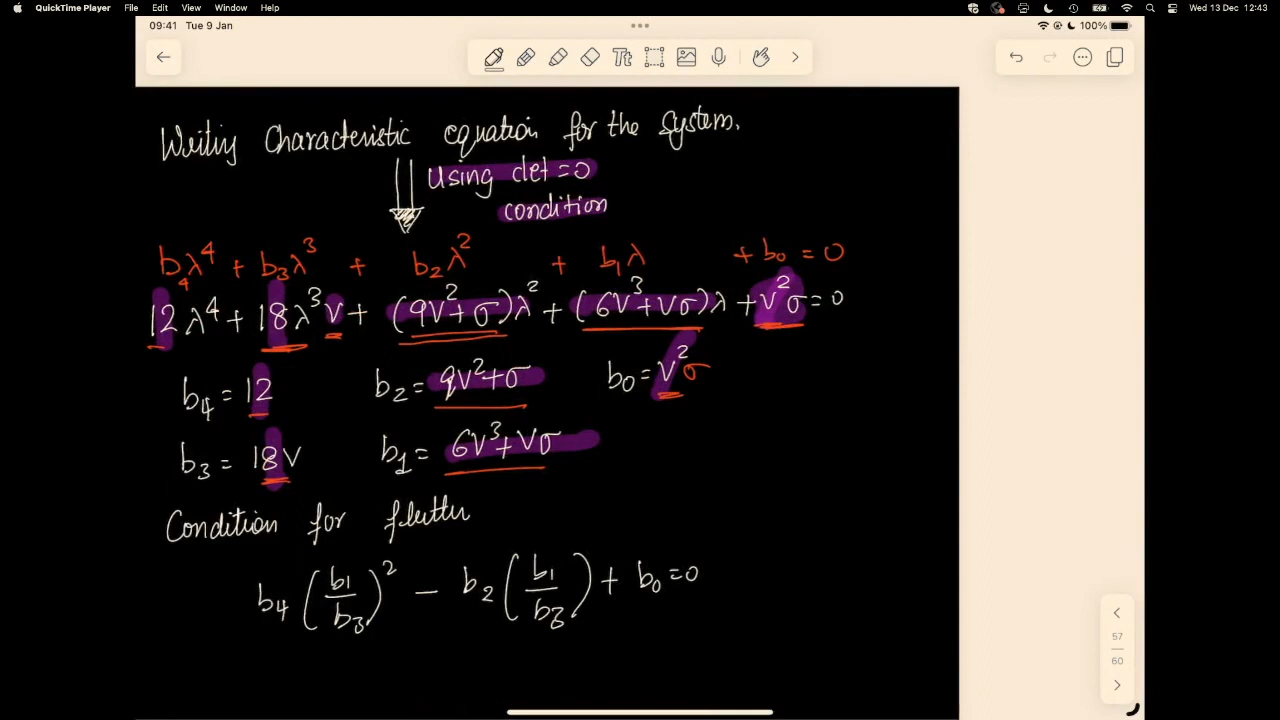 QuickTime Player File Edit View Window Help Wed 13 Dec 12:43
09:41 Tue 9 Jan 100%
Tt
Writing Characteristic equation for the system.
using det = 0
condition
b₄λ⁴ + b₃λ³ + b₂λ² + b₁λ + b₀ = 0
12λ⁴ + 18λ³V + (9V² + σ)λ² + (6V³ + Vσ)λ + V²σ = 0
b₄ = 12 b₂ = 9V² + σ b₀ = V²σ
b₃ = 18V b₁ = 6V³ + Vσ
Condition for flutter
b₄(b₁/b₃)² − b₂(b₁/b₃) + b₀ = 0
57
60